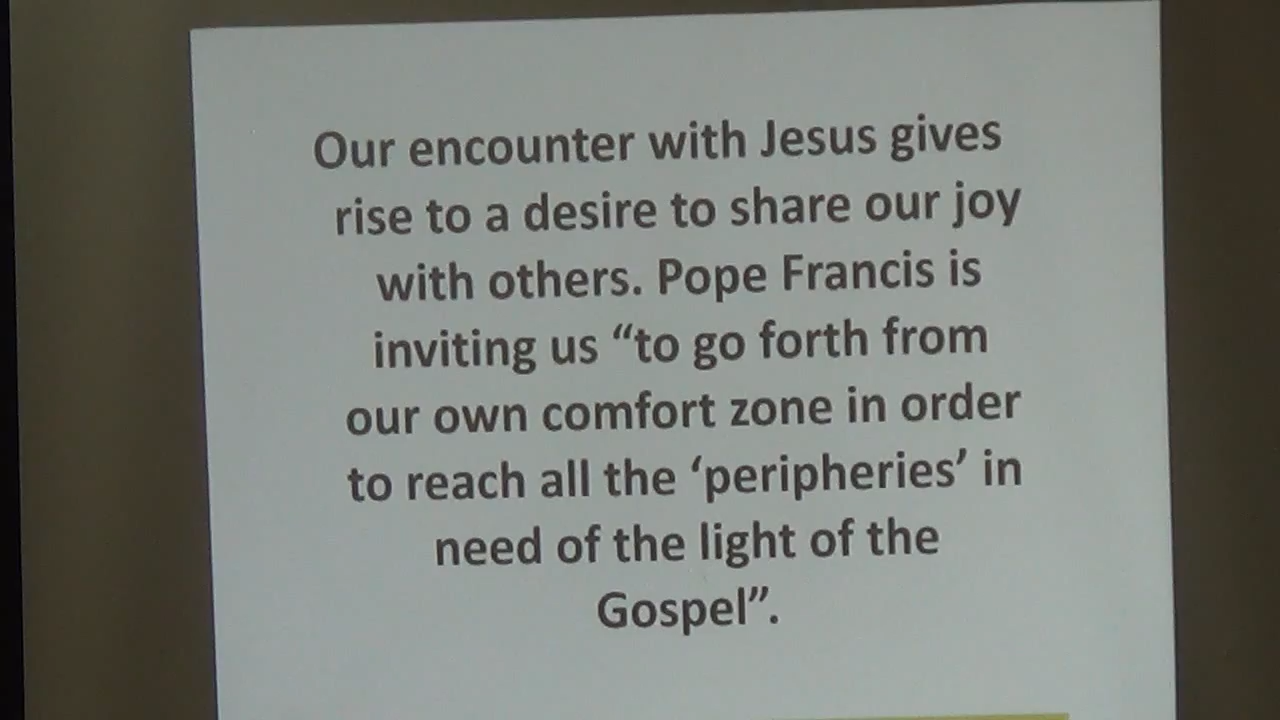 Our encounter with Jesus gives
rise to a desire to share our joy
with others. Pope Francis is
inviting us “to go forth from
our own comfort zone in order
to reach all the ‘peripheries’ in
need of the light of the
Gospel”.